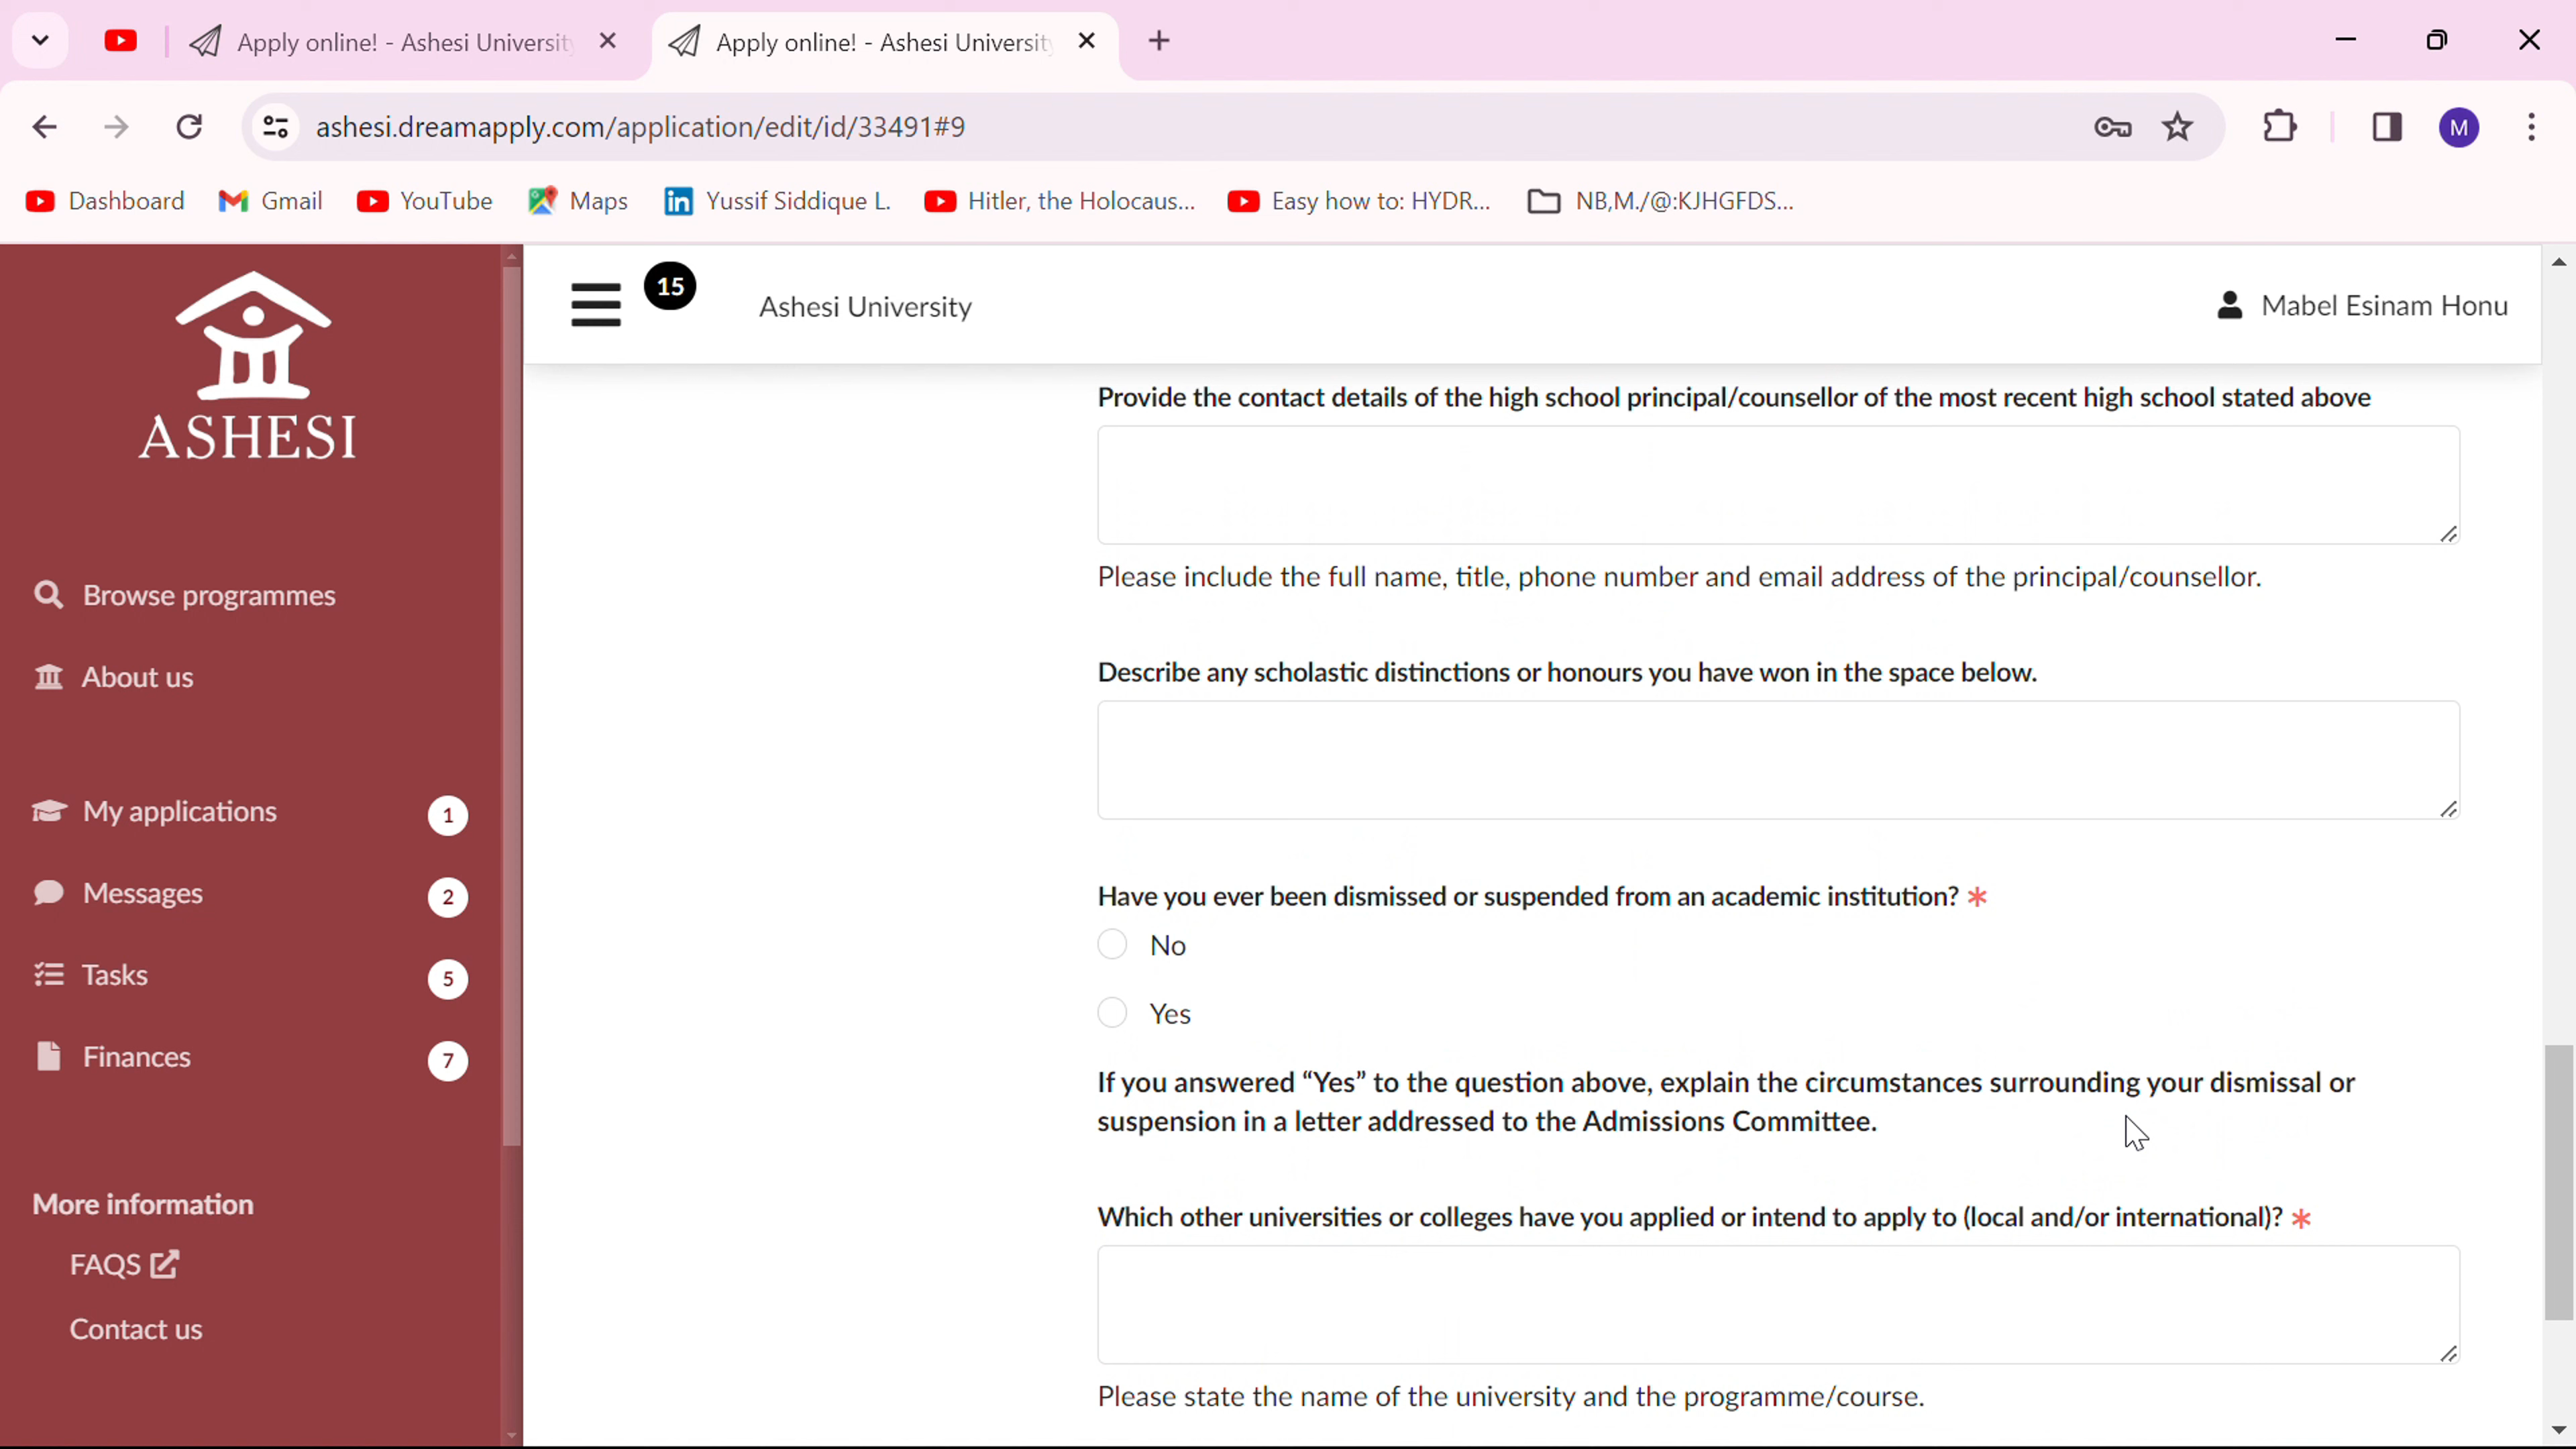 Apply online! - Ashesi University
Apply online! - Ashesi University
ashesi.dreamapply.com/application/edit/id/33491#9
M
Dashboard
Gmail
YouTube
Maps
Yussif Siddique L.
Hitler, the Holocaus...
Easy how to: HYDR...
NB,M./@:KJHGFDS...
ASHESI
Browse programmes
About us
My applications 1
Messages 2
Tasks 5
Finances 7
More information
FAQS
Contact us
15
Ashesi University
Mabel Esinam Honu
Provide the contact details of the high school principal/counsellor of the most recent high school stated above
Please include the full name, title, phone number and email address of the principal/counsellor.
Describe any scholastic distinctions or honours you have won in the space below.
Have you ever been dismissed or suspended from an academic institution? *
No
Yes
If you answered “Yes” to the question above, explain the circumstances surrounding your dismissal or
suspension in a letter addressed to the Admissions Committee.
Which other universities or colleges have you applied or intend to apply to (local and/or international)? *
Please state the name of the university and the programme/course.